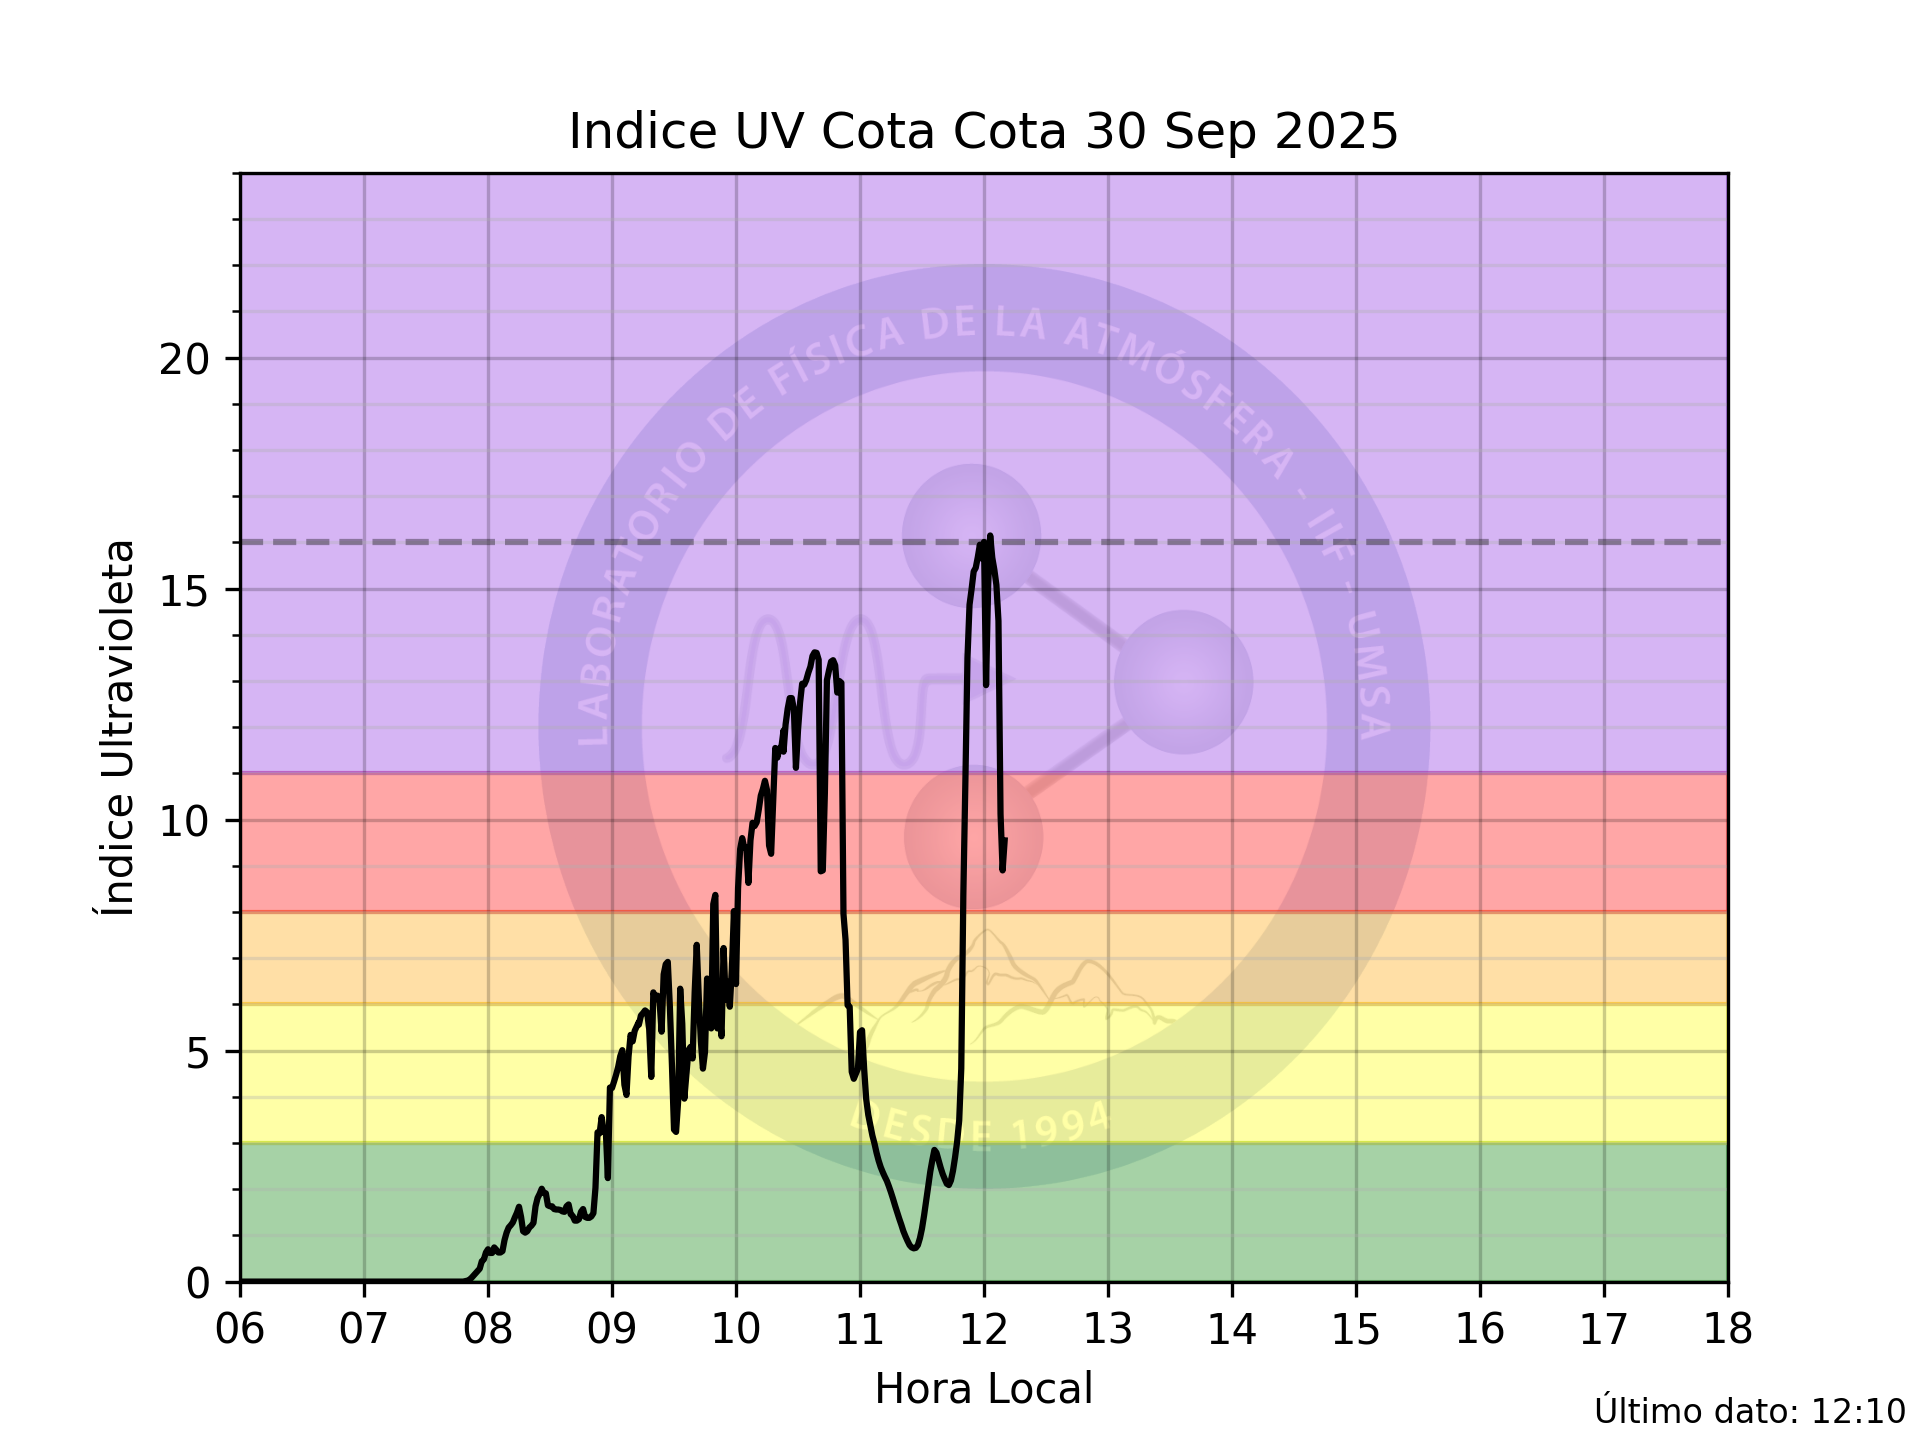 Indice UV Cota Cota 30 Sep 2025
Índice Ultravioleta
20
15
10
5
0
LABORATORIO DE FÍSICA DE LA ATMÓSFERA - IIF - UMSA
DESDE 1994
06 07 08 09 10 11 12 13 14 15 16 17 18
Hora Local
Último dato: 12:10